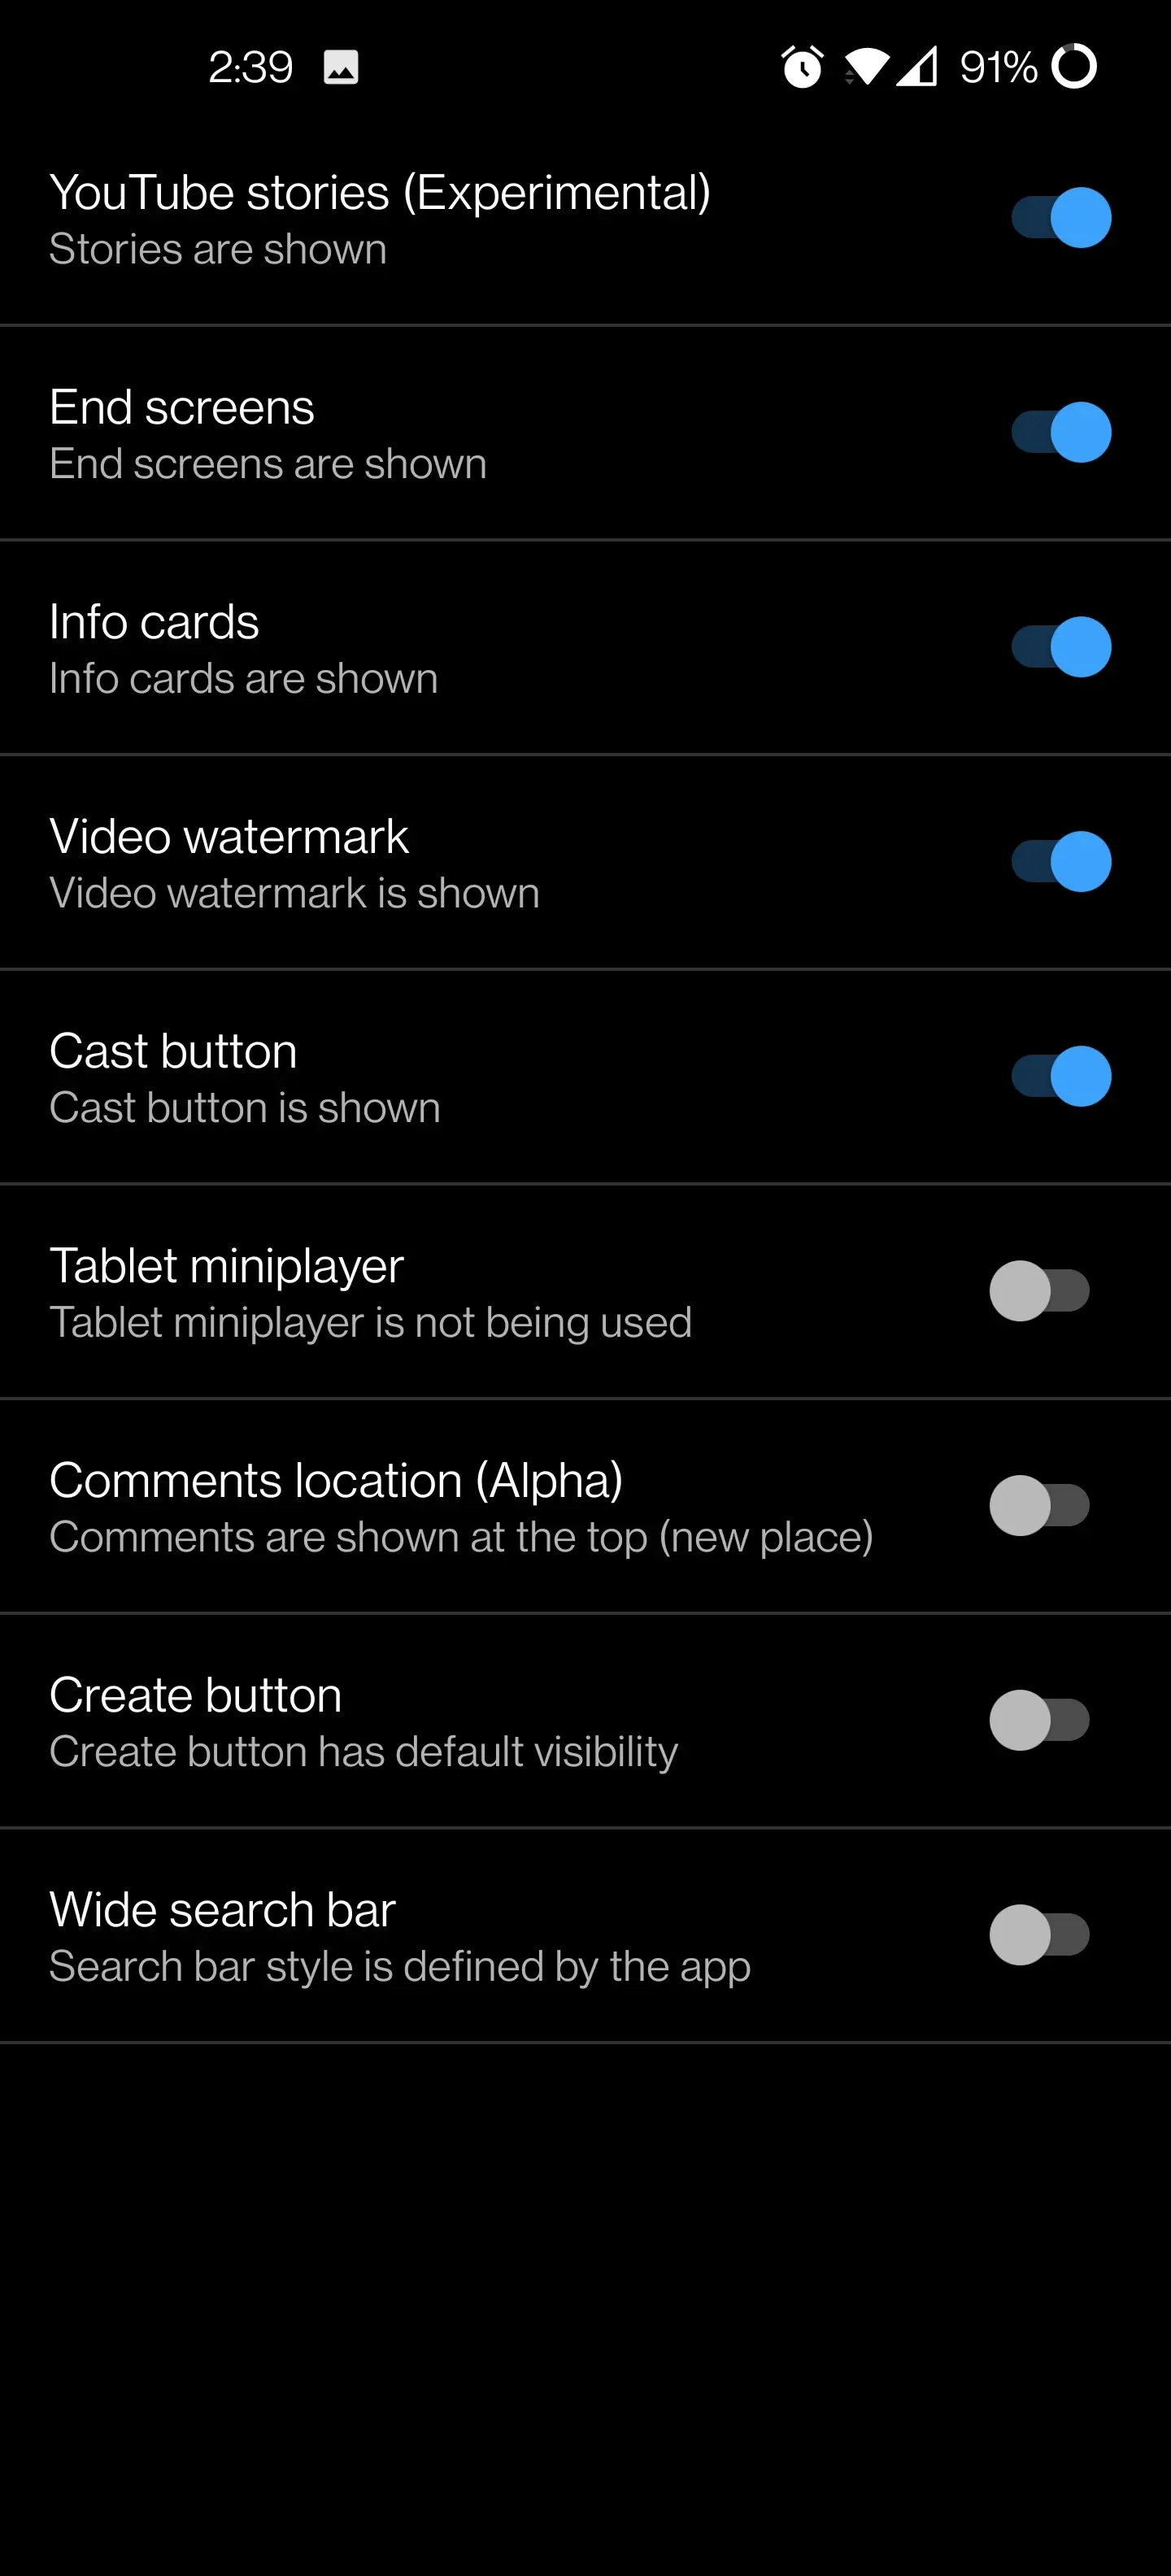 2:39 91%
YouTube stories (Experimental)
Stories are shown
End screens
End screens are shown
Info cards
Info cards are shown
Video watermark
Video watermark is shown
Cast button
Cast button is shown
Tablet miniplayer
Tablet miniplayer is not being used
Comments location (Alpha)
Comments are shown at the top (new place)
Create button
Create button has default visibility
Wide search bar
Search bar style is defined by the app